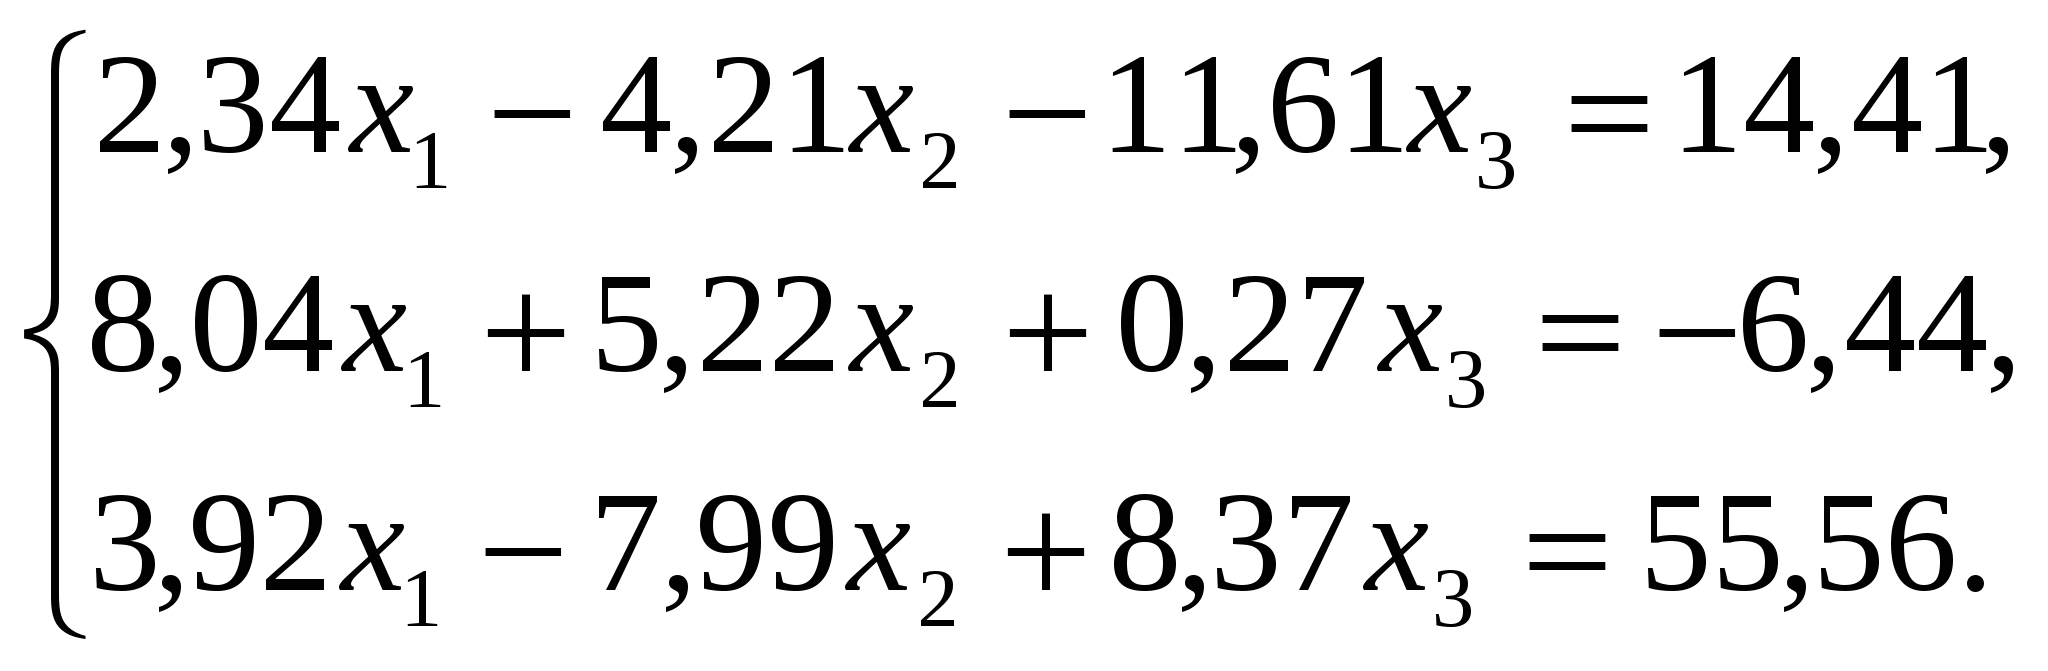 2,34x₁ − 4,21x₂ − 11,61x₃ = 14,41,
8,04x₁ + 5,22x₂ + 0,27x₃ = −6,44,
3,92x₁ − 7,99x₂ + 8,37x₃ = 55,56.